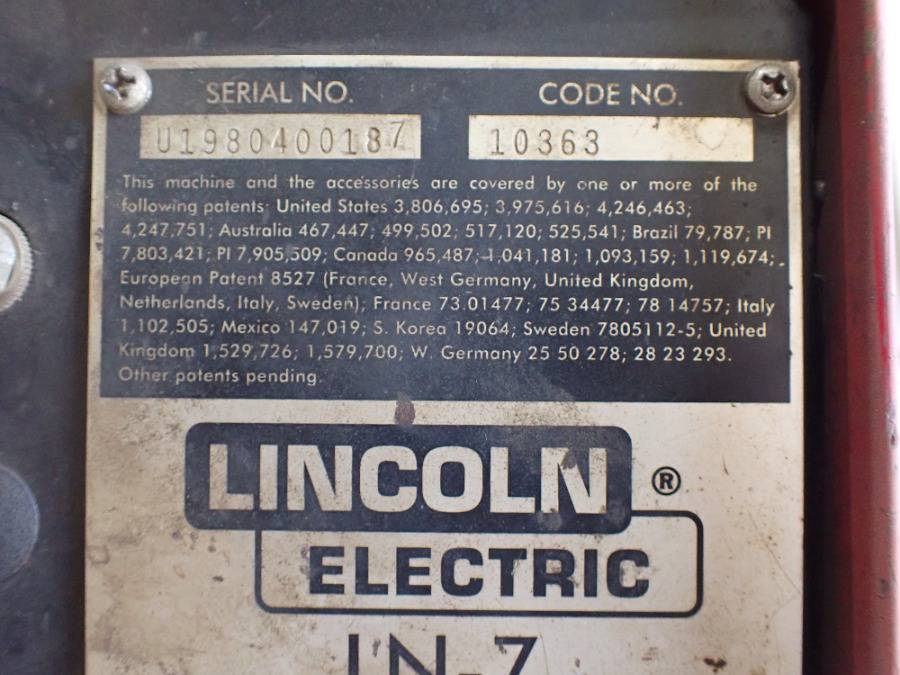 SERIAL NO. CODE NO.
U1980400187 10363
This machine and the accessories are covered by one or more of the
following patents: United States 3,806,695; 3,975,616; 4,246,463;
4,247,751; Australia 467,447; 499,502; 517,120; 525,541; Brazil 79,787; PI
7,803,421; PI 7,905,509; Canada 965,487; 1,041,181; 1,093,159; 1,119,674;
European Patent 8527 (France, West Germany, United Kingdom,
Netherlands, Italy, Sweden); France 73.01477; 75 34477; 78 14757; Italy
1,102,505; Mexico 147,019; S. Korea 19064; Sweden 7805112-5; United
Kingdom 1,529,726; 1,579,700; W. Germany 25 50 278; 28 23 293.
Other patents pending.
LINCOLN ®
ELECTRIC
LN-7